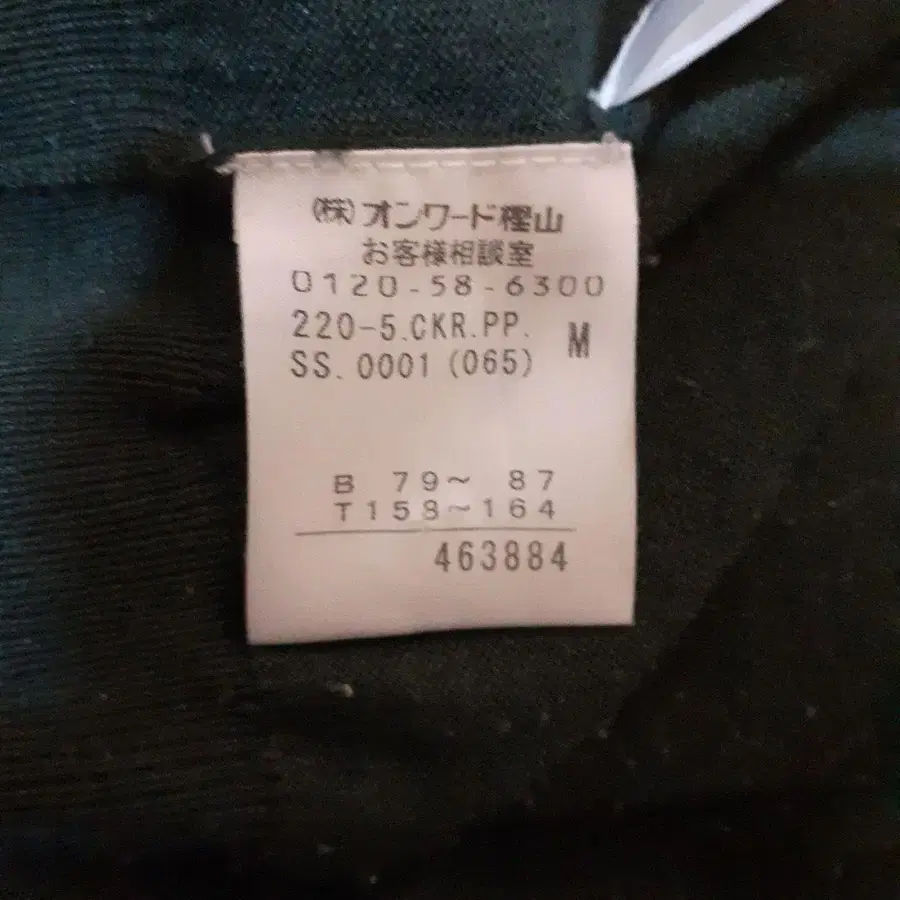 (株)オンワード樫山
お客様相談室
0120-58-6300
220-5.CKR.PP. M
SS.0001(065)
B 79~ 87
T158~164
463884